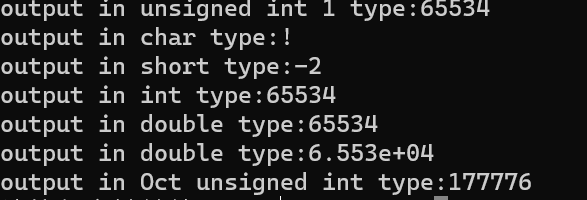 output in unsigned int 1 type:65534
output in char type:!
output in short type:-2
output in int type:65534
output in double type:65534
output in double type:6.553e+04
output in Oct unsigned int type:177776